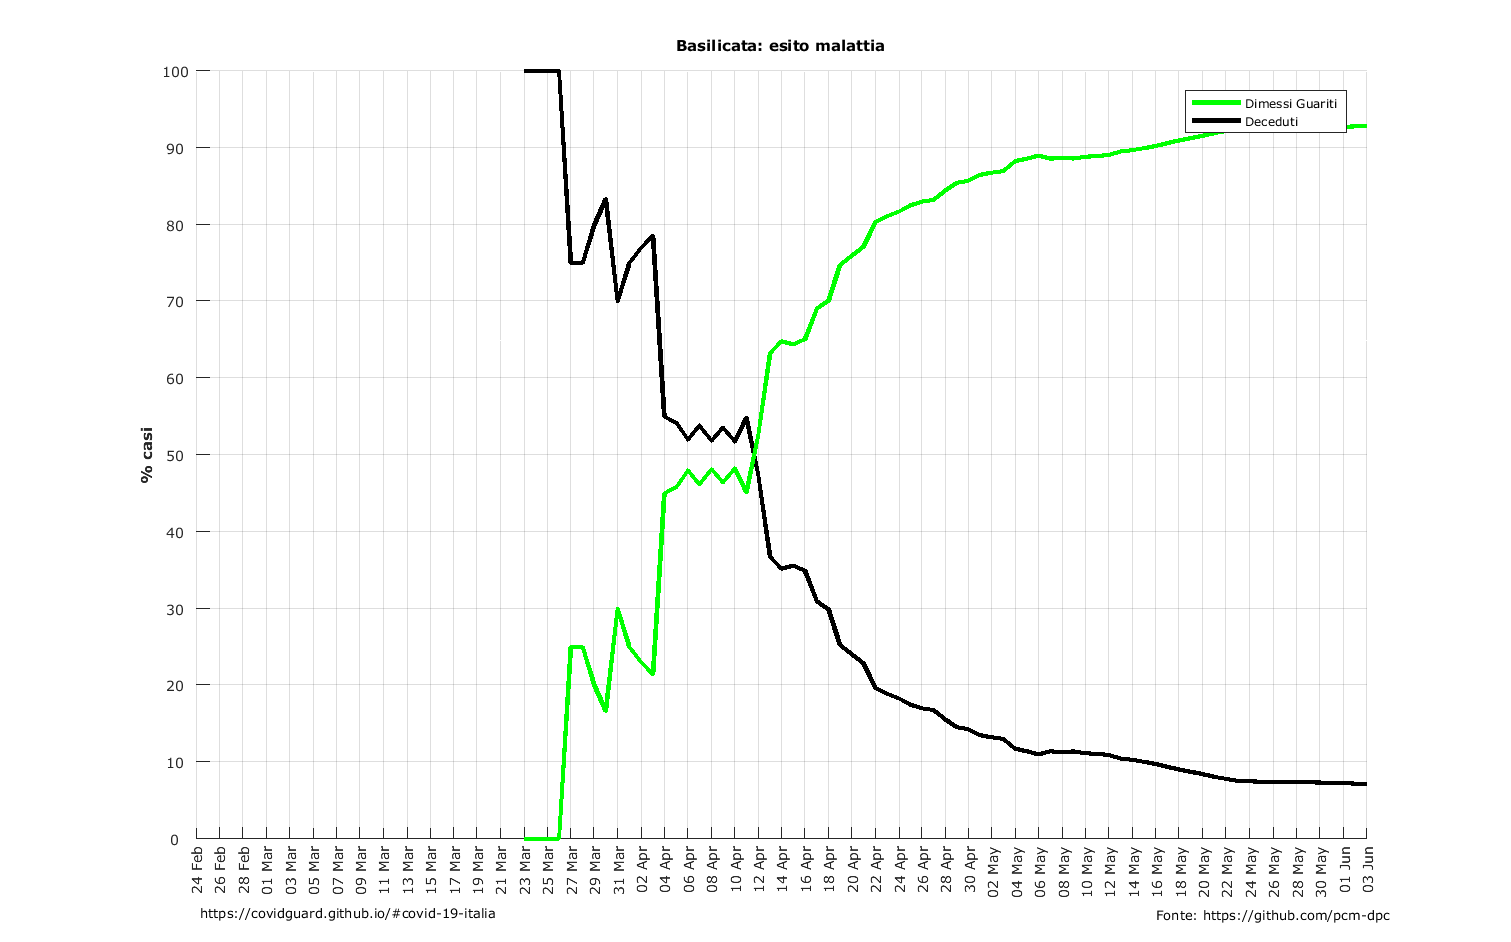 Basilicata: esito malattia
Dimessi Guariti
Deceduti
% casi
100
90
80
70
60
50
40
30
20
10
0
24 Feb
26 Feb
28 Feb
01 Mar
03 Mar
05 Mar
07 Mar
09 Mar
11 Mar
13 Mar
15 Mar
17 Mar
19 Mar
21 Mar
23 Mar
25 Mar
27 Mar
29 Mar
31 Mar
02 Apr
04 Apr
06 Apr
08 Apr
10 Apr
12 Apr
14 Apr
16 Apr
18 Apr
20 Apr
22 Apr
24 Apr
26 Apr
28 Apr
30 Apr
02 May
04 May
06 May
08 May
10 May
12 May
14 May
16 May
18 May
20 May
22 May
24 May
26 May
28 May
30 May
01 Jun
03 Jun
https://covidguard.github.io/#covid-19-italia
Fonte: https://github.com/pcm-dpc